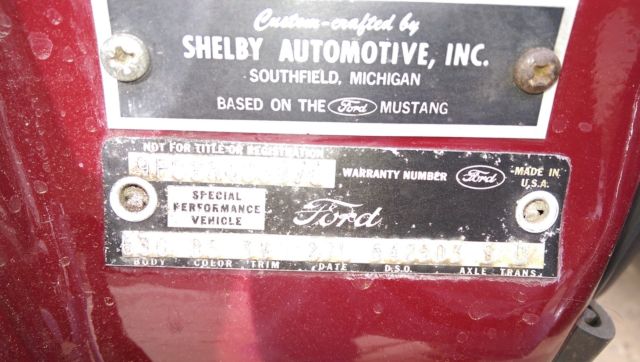 Custom-crafted by
SHELBY AUTOMOTIVE, INC.
SOUTHFIELD, MICHIGAN
BASED ON THE Ford MUSTANG
NOT FOR TITLE OR REGISTRATION
WARRANTY NUMBER Ford MADE IN U.S.A.
SPECIAL
PERFORMANCE
VEHICLE
Ford
BODY COLOR TRIM DATE D.S.O. AXLE TRANS.